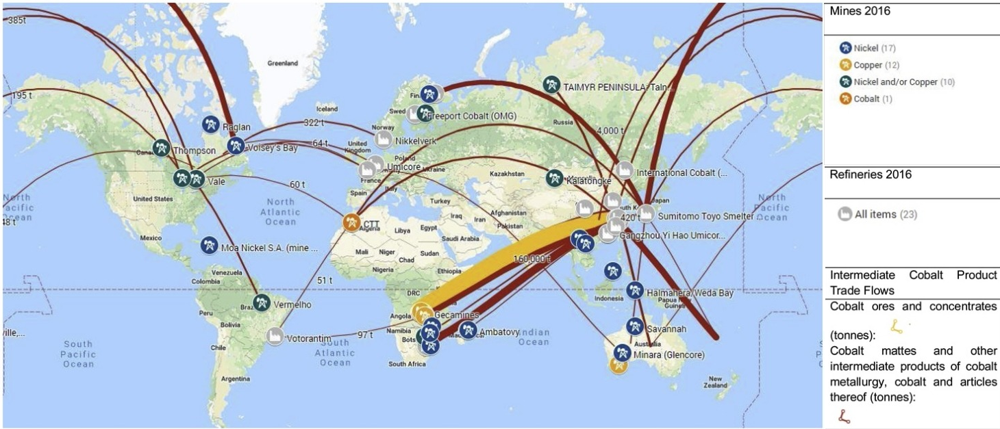 385t
195 t
48 t
ville,...
North
Pacific
Ocean
South
Pacific
Ocean
Greenland
Iceland
Raglan
Thompson
Voisey's Bay
Vale
United States
Mexico
Moa Nickel S.A. (mine ...
Venezuela
Colombia
Peru
Bolivia
Chile
Argentina
Vermelho
Votorantim
North
Atlantic
Ocean
South
Atlantic
Ocean
322 t
64 t
60 t
51 t
97 t
Norway
Nikkelverk
United
Kingdom
Umicore
Poland
Ukraine
France
Spain
Italy
Turkey
CTT
Algeria
Libya
Egypt
Iraq
Iran
Saudi Arabia
Afghanistan
Pakistan
Mali
Niger
Chad
Sudan
Nigeria
Ethiopia
DRC
Angola
Gecamines
Namibia
Ambatovy
South Africa
Indian
Ocean
160,000 t
Freeport Cobalt (OMG)
TAIMYR PENINSULA: Taln...
Russia
4,000 t
Kazakhstan
Kalatongke
International Cobalt (...
Japan
Sumitomo Toyo Smelter ...
420 t
Gangzhou Yi Hao Umicor...
North
Pacific
Ocean
Indonesia
Halmahera/Weda Bay
Papua New
Guinea
Savannah
Australia
Minara (Glencore)
New
Zealand
Mines 2016
Nickel (17)
Copper (12)
Nickel and/or Copper (10)
Cobalt (1)
Refineries 2016
All items (23)
Intermediate Cobalt Product
Trade Flows
Cobalt ores and concentrates
(tonnes):
Cobalt mattes and other
intermediate products of cobalt
metallurgy, cobalt and articles
thereof (tonnes):